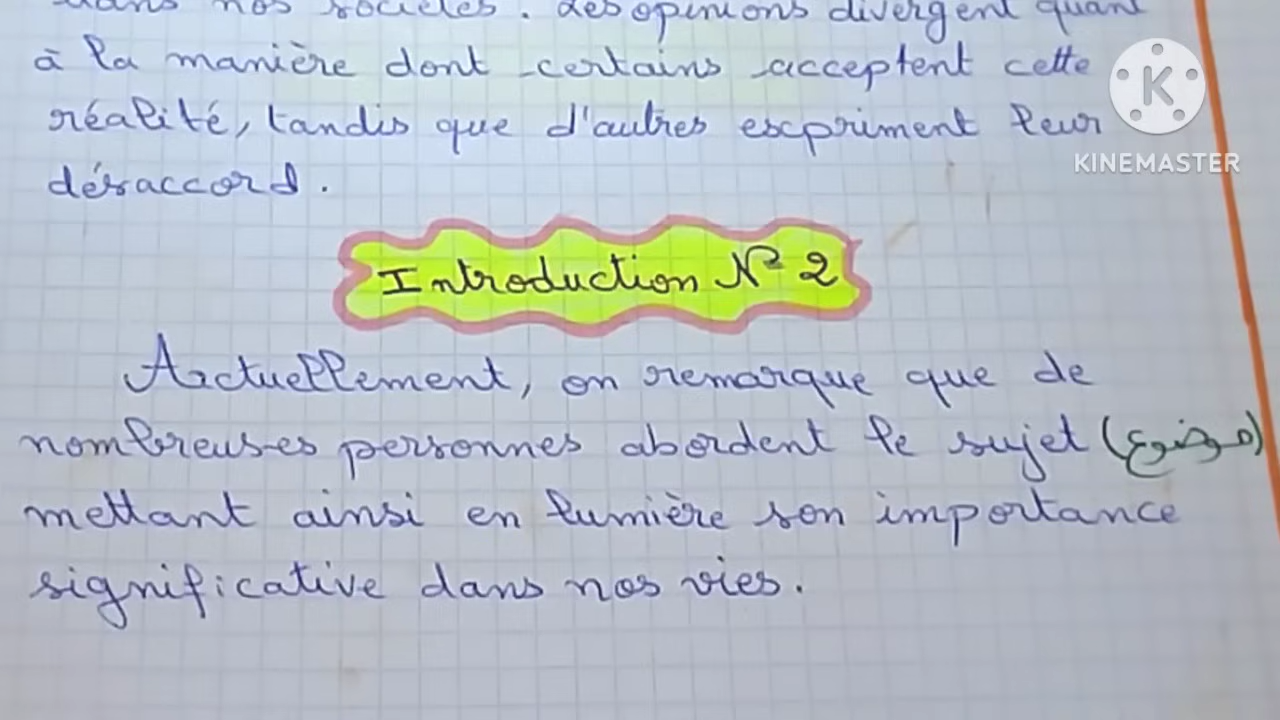 dans nos sociétés. Les opinions divergent quant
à la manière dont certains acceptent cette
réalité, tandis que d'autres escpriment leur
désaccord.
KINEMASTER
Introduction N° 2
Actuellement, on remarque que de
nombreuses personnes abordent le sujet (موضوع)
mettant ainsi en lumière son importance
significative dans nos vies.